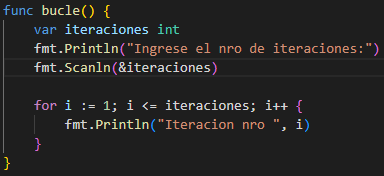 func bucle() {
    var iteraciones int
    fmt.Println("Ingrese el nro de iteraciones:")
    fmt.Scanln(&iteraciones)

    for i := 1; i <= iteraciones; i++ {
        fmt.Println("Iteracion nro ", i)
    }
}